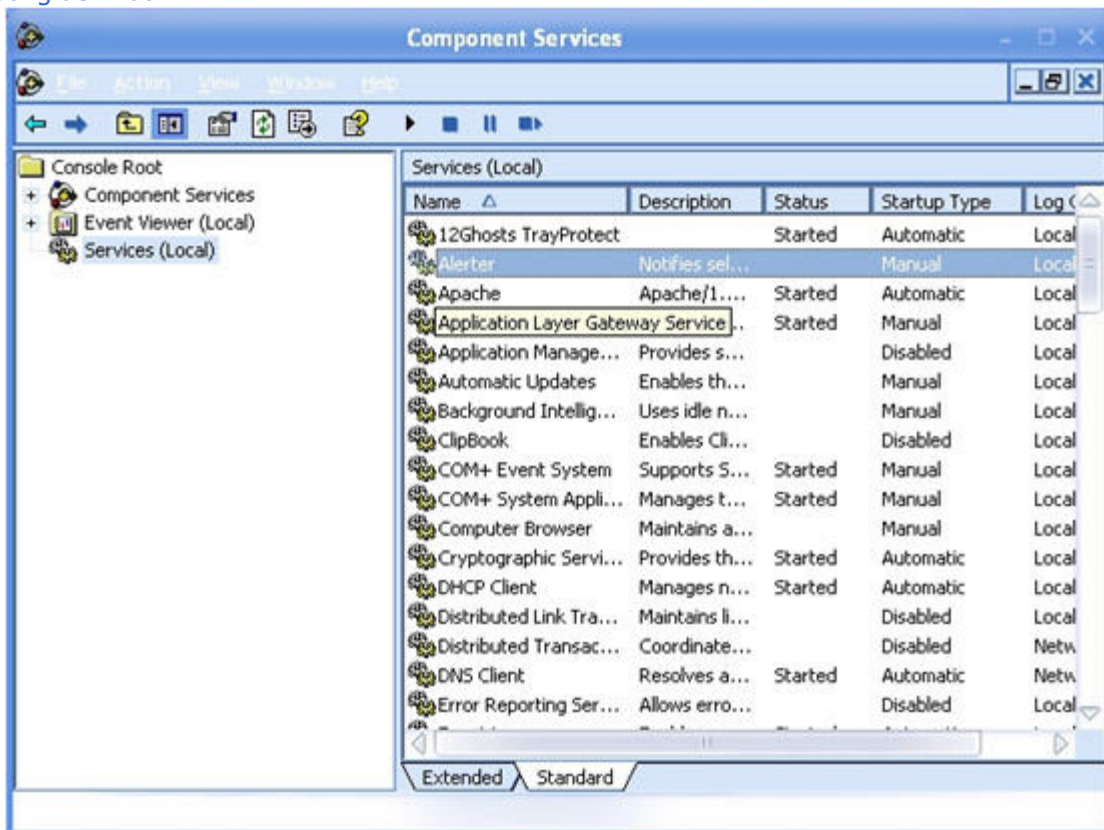 Component Services
File Action View Window Help
Console Root
Component Services
Event Viewer (Local)
Services (Local)
Services (Local)
Name Description Status Startup Type Log
12Ghosts TrayProtect Started Automatic Local
Alerter Notifies sel... Manual Local
Apache Apache/1.... Started Automatic Local
Application Layer Gateway Service .. Started Manual Local
Application Manage... Provides s... Disabled Local
Automatic Updates Enables th... Manual Local
Background Intellig... Uses idle n... Manual Local
ClipBook Enables Cli... Disabled Local
COM+ Event System Supports S... Started Manual Local
COM+ System Appli... Manages t... Started Manual Local
Computer Browser Maintains a... Manual Local
Cryptographic Servi... Provides th... Started Automatic Local
DHCP Client Manages n... Started Automatic Local
Distributed Link Tra... Maintains li... Disabled Local
Distributed Transac... Coordinate... Disabled Netw
DNS Client Resolves a... Started Automatic Netw
Error Reporting Ser... Allows erro... Disabled Local
Extended Standard